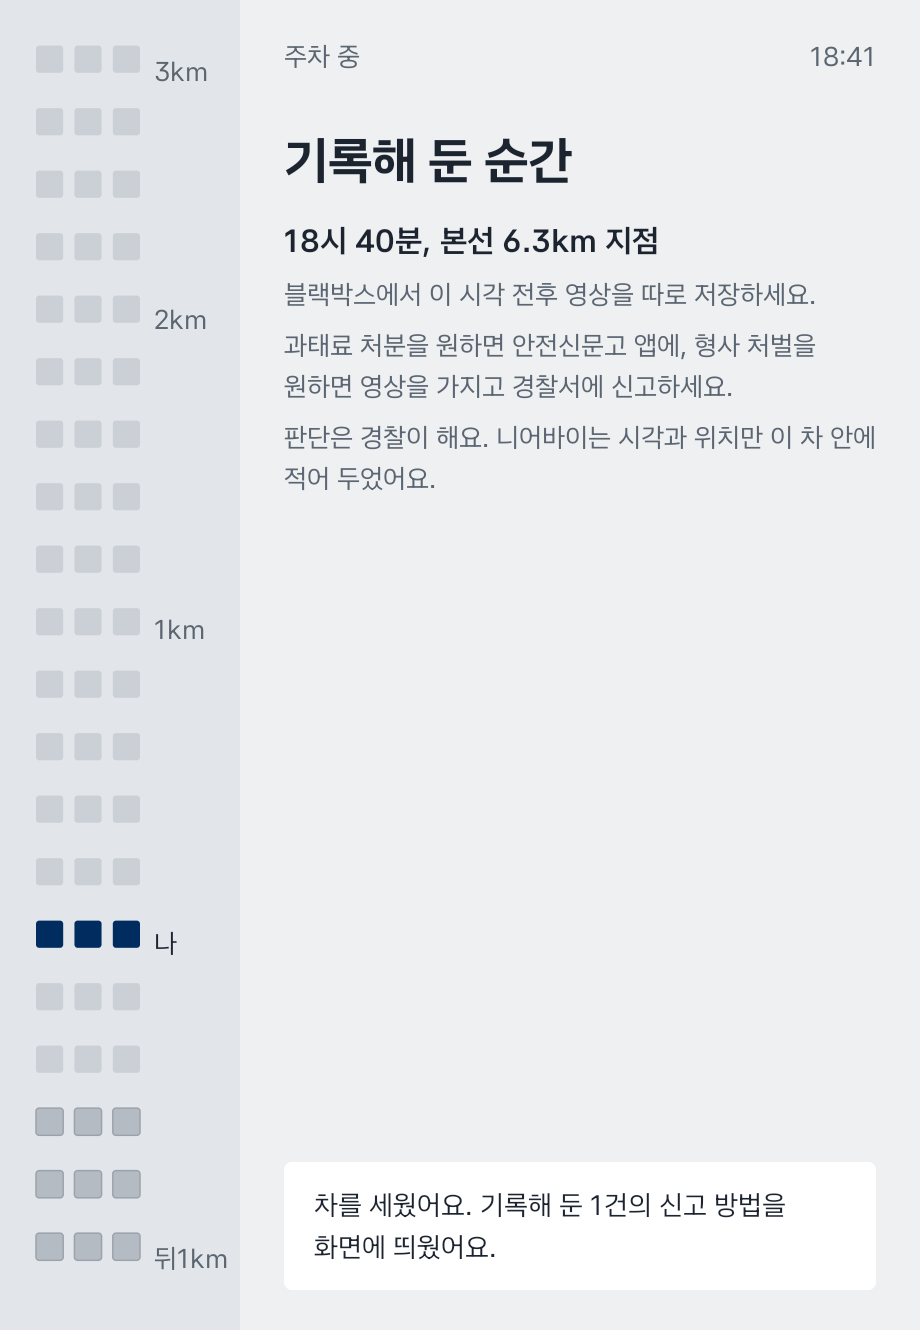 주차 중
18:41
3km
기록해 둔 순간
18시 40분, 본선 6.3km 지점
블랙박스에서 이 시각 전후 영상을 따로 저장하세요.
2km
과태료 처분을 원하면 안전신문고 앱에, 형사 처벌을
원하면 영상을 가지고 경찰서에 신고하세요.
판단은 경찰이 해요. 니어바이는 시각과 위치만 이 차 안에
적어 두었어요.
1km
나
차를 세웠어요. 기록해 둔 1건의 신고 방법을
화면에 띄웠어요.
뒤1km